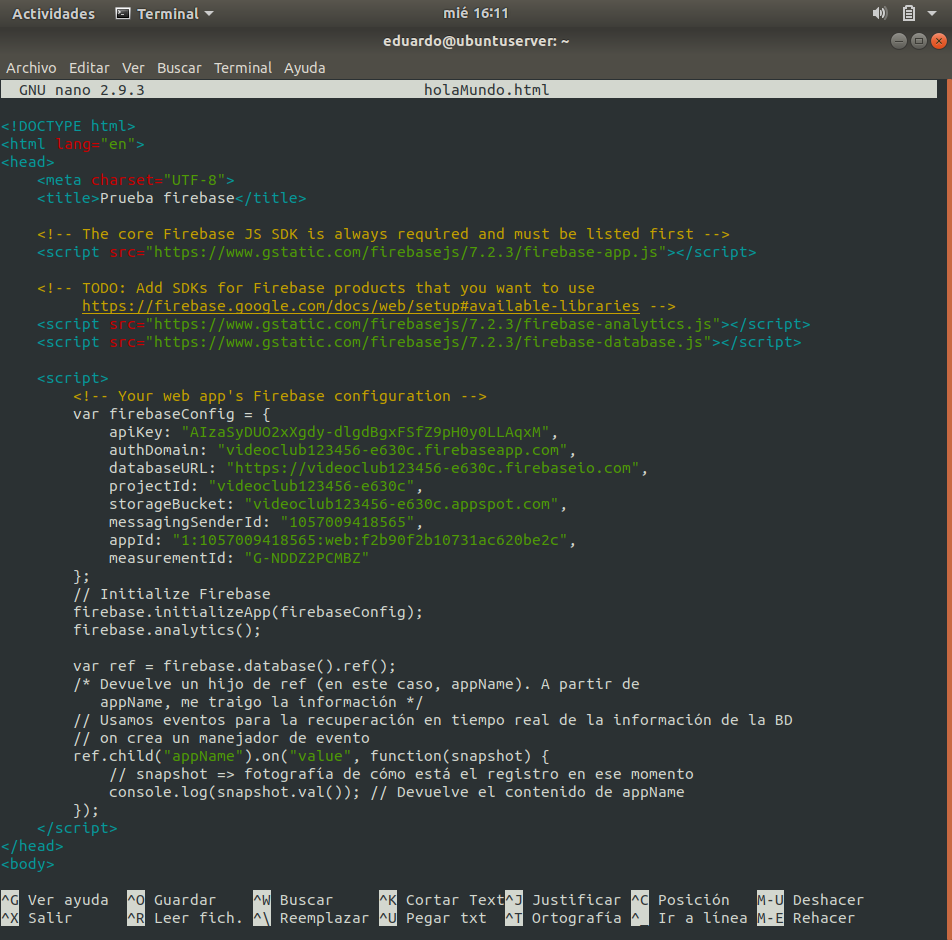 Actividades Terminal mié 16:11
eduardo@ubuntuserver: ~
Archivo Editar Ver Buscar Terminal Ayuda
GNU nano 2.9.3 holaMundo.html
<!DOCTYPE html>
<html lang="en">
<head>
    <meta charset="UTF-8">
    <title>Prueba firebase</title>
    <!-- The core Firebase JS SDK is always required and must be listed first -->
    <script src="https://www.gstatic.com/firebasejs/7.2.3/firebase-app.js"></script>
    <!-- TODO: Add SDKs for Firebase products that you want to use
         https://firebase.google.com/docs/web/setup#available-libraries -->
    <script src="https://www.gstatic.com/firebasejs/7.2.3/firebase-analytics.js"></script>
    <script src="https://www.gstatic.com/firebasejs/7.2.3/firebase-database.js"></script>
    <script>
        <!-- Your web app's Firebase configuration -->
        var firebaseConfig = {
            apiKey: "AIzaSyDUO2xXgdy-dlgdBgxFSfZ9pH0y0LLAqxM",
            authDomain: "videoclub123456-e630c.firebaseapp.com",
            databaseURL: "https://videoclub123456-e630c.firebaseio.com",
            projectId: "videoclub123456-e630c",
            storageBucket: "videoclub123456-e630c.appspot.com",
            messagingSenderId: "1057009418565",
            appId: "1:1057009418565:web:f2b90f2b10731ac620be2c",
            measurementId: "G-NDDZ2PCMBZ"
        };
        // Initialize Firebase
        firebase.initializeApp(firebaseConfig);
        firebase.analytics();
        var ref = firebase.database().ref();
        /* Devuelve un hijo de ref (en este caso, appName). A partir de
           appName, me traigo la información */
        // Usamos eventos para la recuperación en tiempo real de la información de la BD
        // on crea un manejador de evento
        ref.child("appName").on("value", function(snapshot) {
            // snapshot => fotografía de cómo está el registro en ese momento
            console.log(snapshot.val()); // Devuelve el contenido de appName
        });
    </script>
</head>
<body>
^G Ver ayuda ^O Guardar ^W Buscar ^K Cortar Text ^J Justificar ^C Posición M-U Deshacer
^X Salir ^R Leer fich. ^\ Reemplazar ^U Pegar txt ^T Ortografía ^_ Ir a línea M-E Rehacer